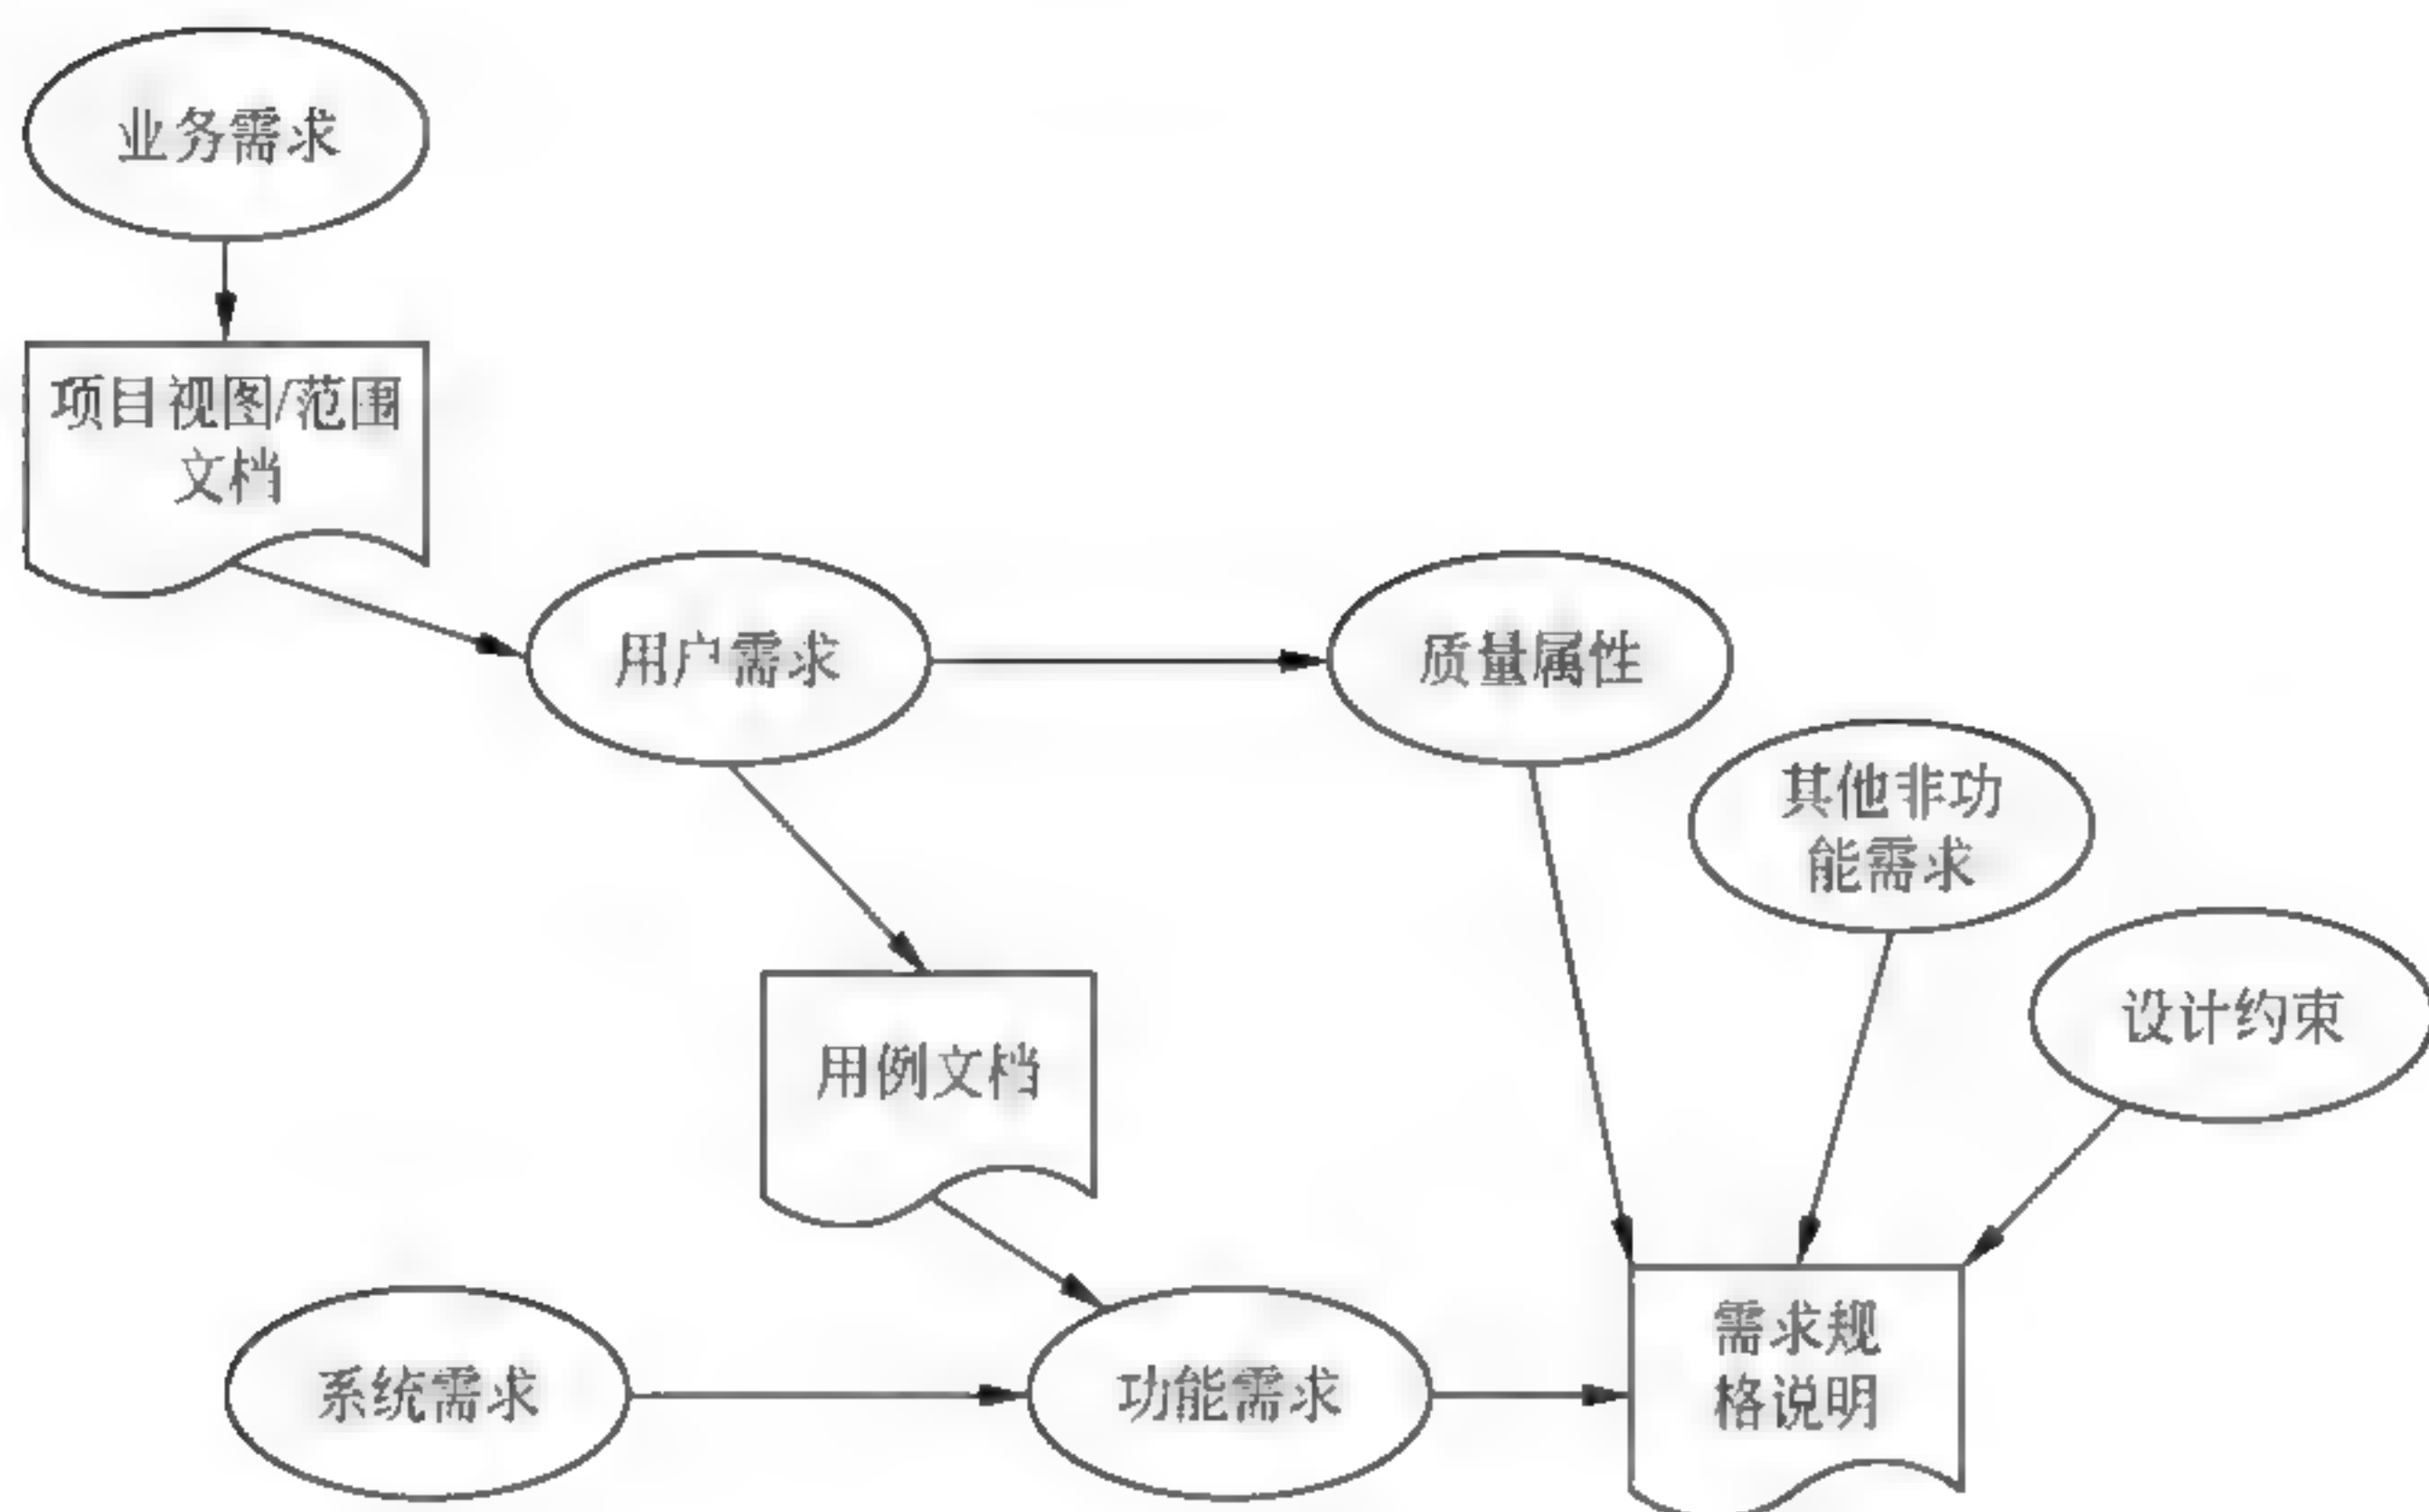 业务需求
项目视图/范围
文档
用户需求
质量属性
其他非功
能需求
设计约束
用例文档
系统需求
功能需求
需求规
格说明